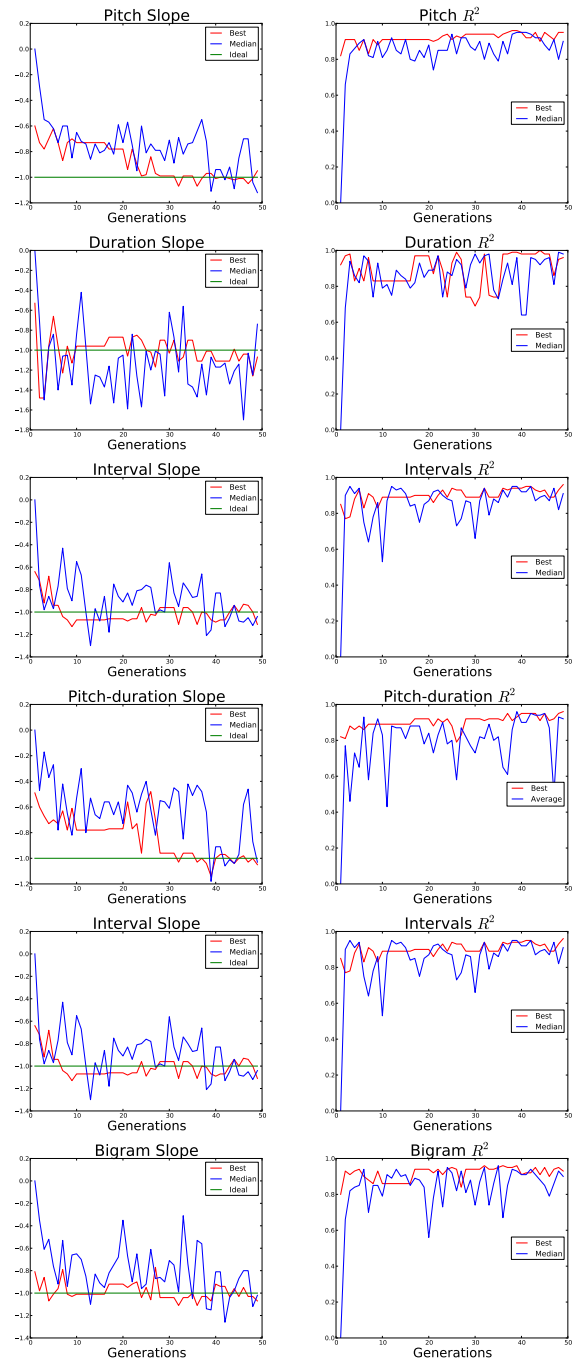 Pitch Slope
0.2
0.0
−0.2
−0.4
−0.6
−0.8
−1.0
−1.2
Best
Median
Ideal
0 10 20 30 40 50
Generations
Pitch R²
1.0
0.8
0.6
0.4
0.2
0.0
Best
Median
0 10 20 30 40 50
Generations
Duration Slope
0.0
−0.2
−0.4
−0.6
−0.8
−1.0
−1.2
−1.4
−1.6
−1.8
Best
Median
Ideal
0 10 20 30 40 50
Generations
Duration R²
1.0
0.8
0.6
0.4
0.2
0.0
Best
Median
0 10 20 30 40 50
Generations
Interval Slope
0.2
0.0
−0.2
−0.4
−0.6
−0.8
−1.0
−1.2
−1.4
Best
Median
Ideal
0 10 20 30 40 50
Generations
Intervals R²
1.0
0.8
0.6
0.4
0.2
0.0
Best
Median
0 10 20 30 40 50
Generations
Pitch-duration Slope
0.2
0.0
−0.2
−0.4
−0.6
−0.8
−1.0
−1.2
Best
Median
Ideal
0 10 20 30 40 50
Generations
Pitch-duration R²
1.0
0.8
0.6
0.4
0.2
0.0
Best
Average
0 10 20 30 40 50
Generations
Interval Slope
0.2
0.0
−0.2
−0.4
−0.6
−0.8
−1.0
−1.2
−1.4
Best
Median
Ideal
0 10 20 30 40 50
Generations
Intervals R²
1.0
0.8
0.6
0.4
0.2
0.0
Best
Median
0 10 20 30 40 50
Generations
Bigram Slope
0.2
0.0
−0.2
−0.4
−0.6
−0.8
−1.0
−1.2
−1.4
Best
Median
Ideal
0 10 20 30 40 50
Generations
Bigram R²
1.0
0.8
0.6
0.4
0.2
0.0
Best
Median
0 10 20 30 40 50
Generations